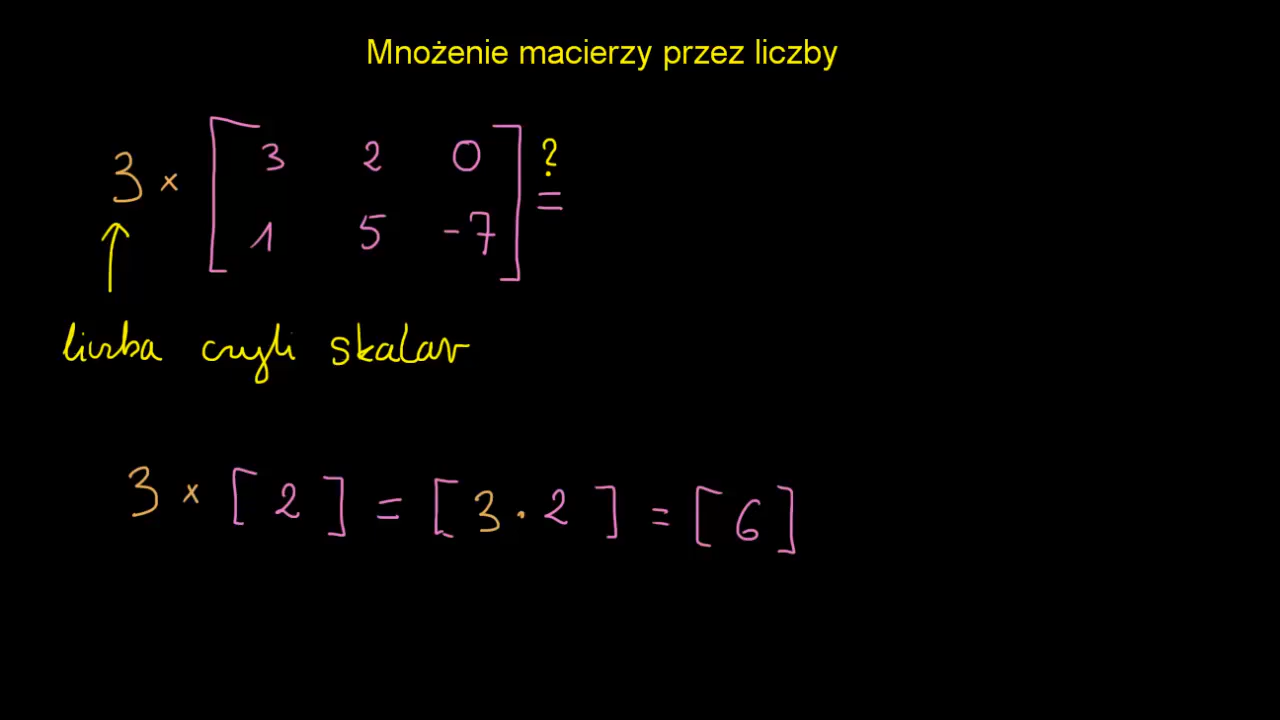 Mnożenie macierzy przez liczby
3 × [ 3 2 0 ] ?
1 5 -7 =
liczba czyli skalar
3 × [ 2 ] = [ 3 · 2 ] = [ 6 ]